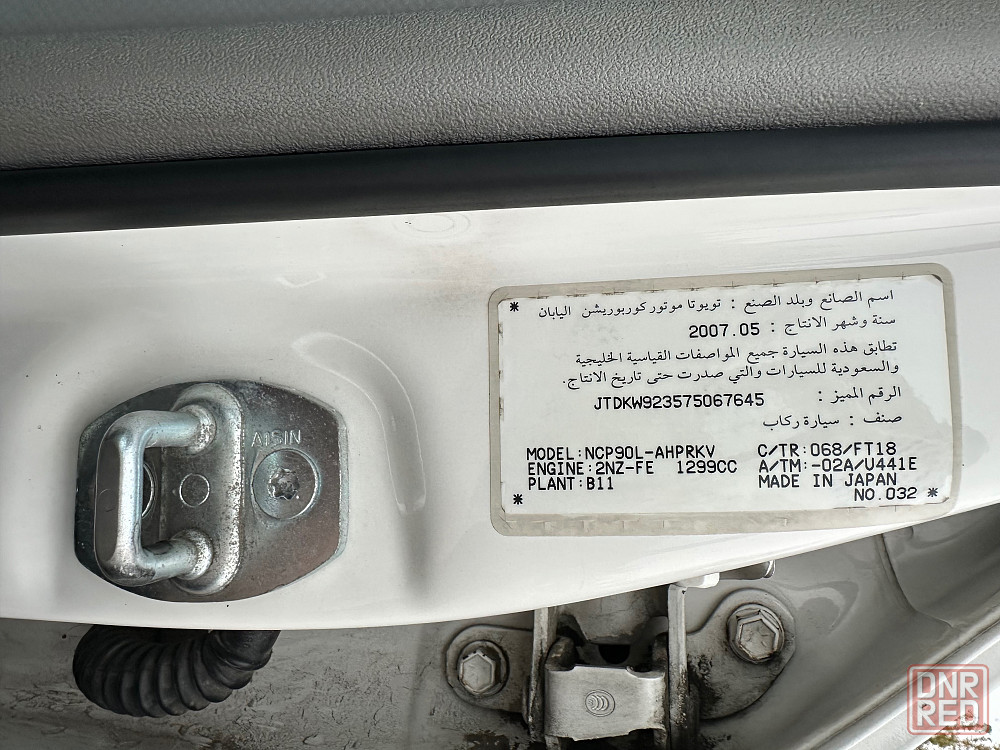 * اسم الصانع وبلد الصنع : تويوتا موتور كوربوريشن اليابان
سنة وشهر الانتاج : 2007.05
تطابق هذه السيارة جميع المواصفات القياسية الخليجية
والسعودية للسيارات والتي صدرت حتى تاريخ الانتاج.
الرقم المميز : JTDKW923575067645
صنف : سيارة ركاب
MODEL:NCP90L-AHPRKV C/TR:068/FT18
ENGINE:2NZ-FE 1299CC A/TM:-02A/U441E
PLANT:B11 MADE IN JAPAN
* NO.032 *
AISIN
DNR
RED